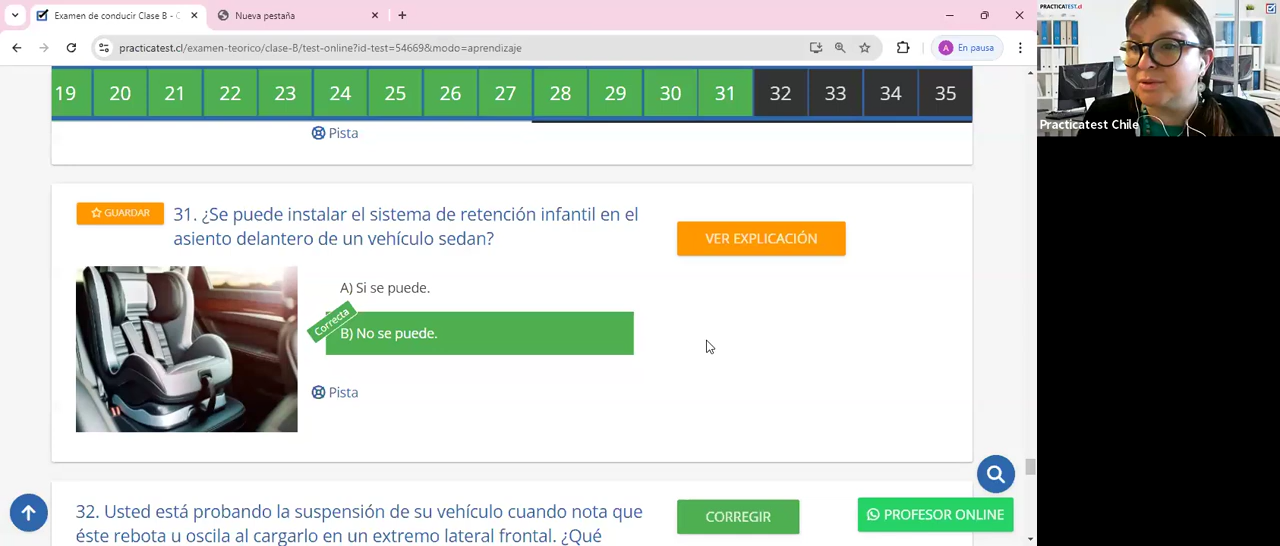 Examen de conducir Clase B - C
Nueva pestaña
practicatest.cl/examen-teorico/clase-B/test-online?id-test=54669&modo=aprendizaje
A En pausa
PRACTICATEST.cl
Practicatest Chile
19 20 21 22 23 24 25 26 27 28 29 30 31 32 33 34 35
Pista
GUARDAR
31. ¿Se puede instalar el sistema de retención infantil en el
asiento delantero de un vehículo sedan?
VER EXPLICACIÓN
A) Si se puede.
Correcta
B) No se puede.
Pista
32. Usted está probando la suspensión de su vehículo cuando nota que
éste rebota u oscila al cargarlo en un extremo lateral frontal. ¿Qué
CORREGIR
PROFESOR ONLINE